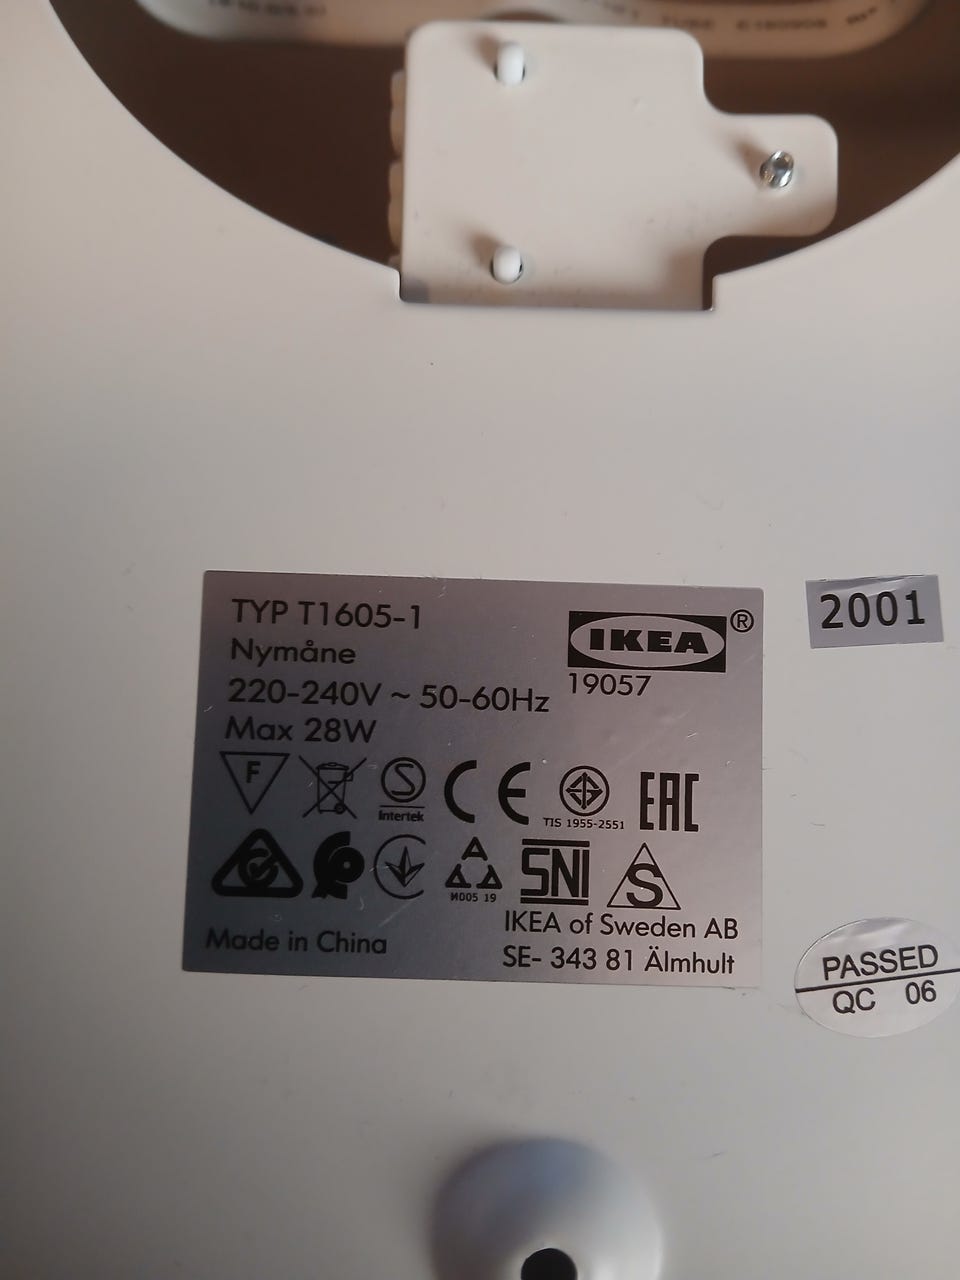 TYP T1605-1
Nymåne
220-240V ~ 50-60Hz
Max 28W
IKEA®
19057
2001
F
S
Intertek
CE
TIS 1955-2551
EAC
A
M005 19
SNI
S
Made in China
IKEA of Sweden AB
SE- 343 81 Älmhult
PASSED
QC 06